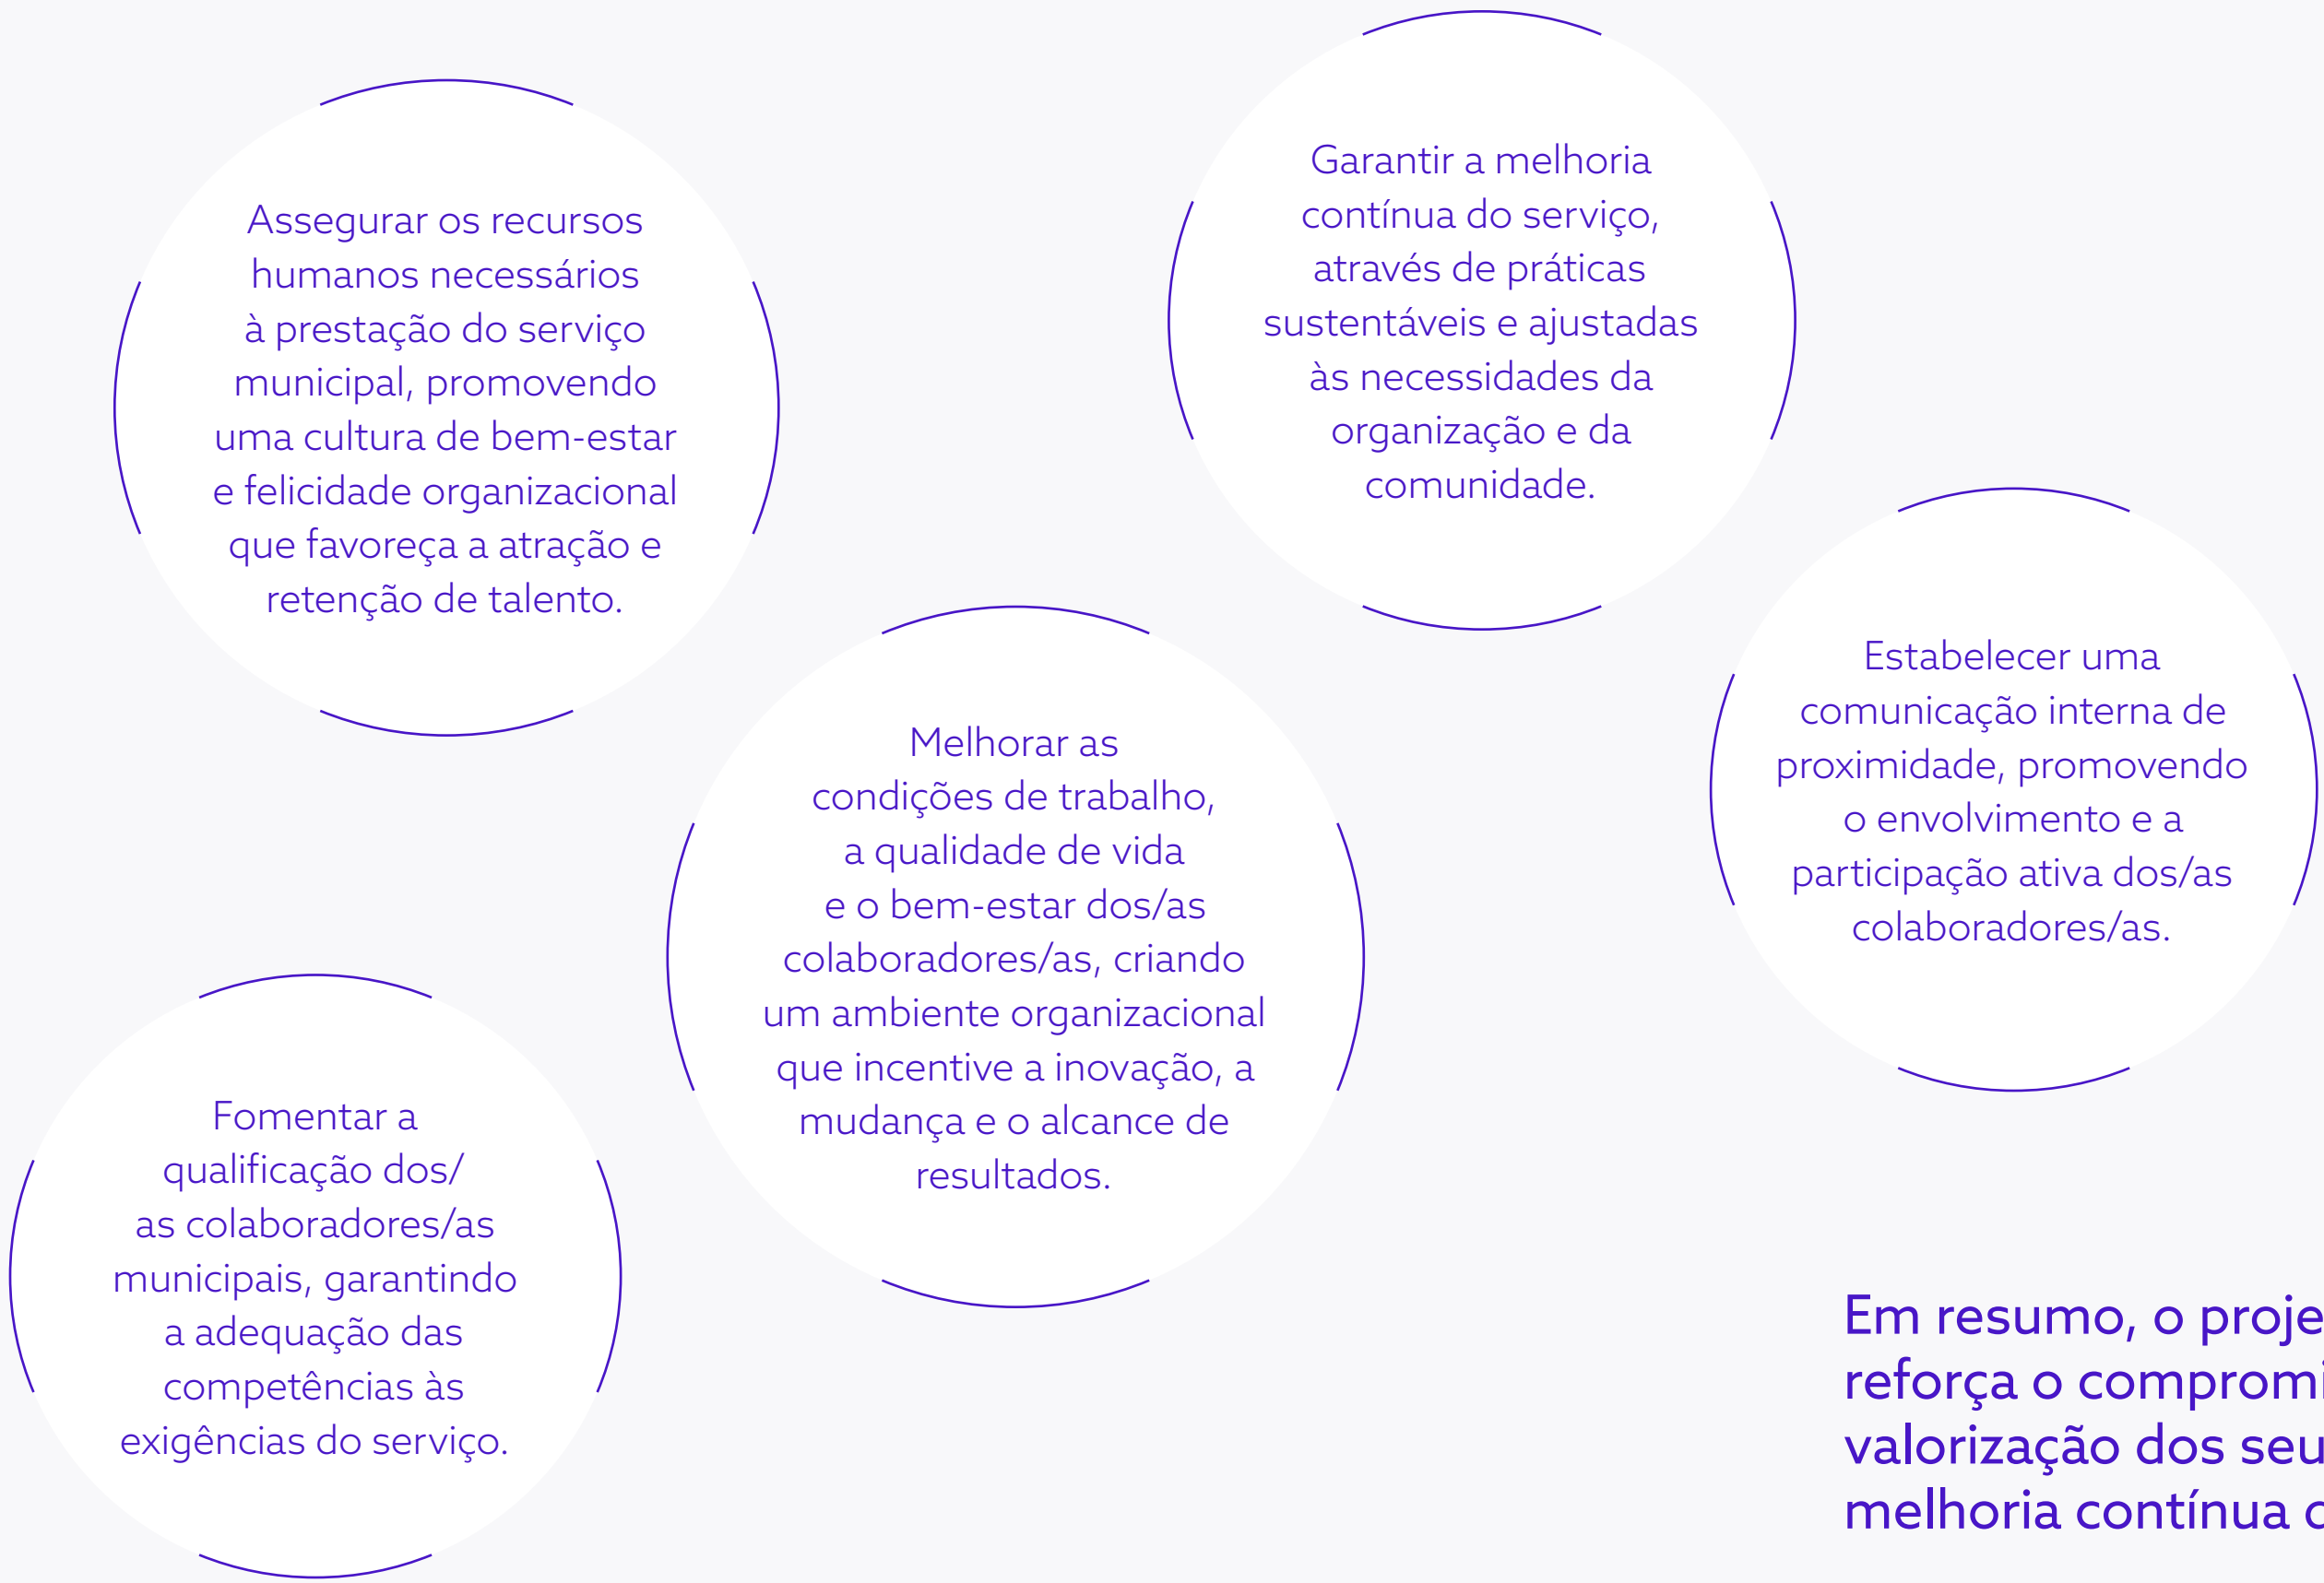 Assegurar os recursos
humanos necessários
à prestação do serviço
municipal, promovendo
uma cultura de bem-estar
e felicidade organizacional
que favoreça a atração e
retenção de talento.
Garantir a melhoria
contínua do serviço,
através de práticas
sustentáveis e ajustadas
às necessidades da
organização e da
comunidade.
Melhorar as
condições de trabalho,
a qualidade de vida
e o bem-estar dos/as
colaboradores/as, criando
um ambiente organizacional
que incentive a inovação, a
mudança e o alcance de
resultados.
Estabelecer uma
comunicação interna de
proximidade, promovendo
o envolvimento e a
participação ativa dos/as
colaboradores/as.
Fomentar a
qualificação dos/
as colaboradores/as
municipais, garantindo
a adequação das
competências às
exigências do serviço.
Em resumo, o
reforça o
valorização dos
melhoria contínua